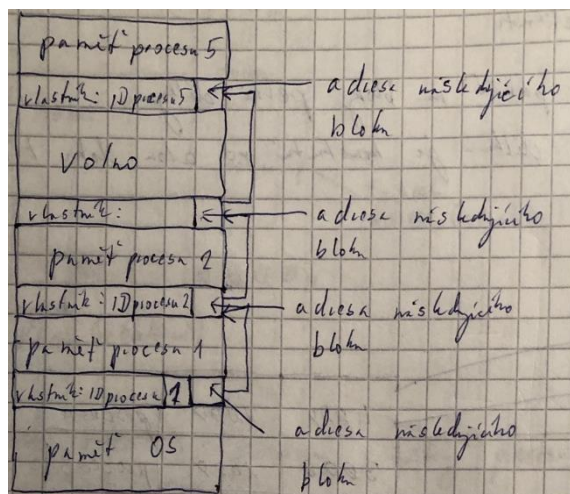 paměť procesu 5
vlastník: ID procesu 5
adresa následujícího
bloku
volno
vlastník:
adresa následujícího
bloku
paměť procesu 2
vlastník: ID procesu 2
adresa následujícího
bloku
paměť procesu 1
vlastník: ID procesu 1
adresa následujícího
bloku
paměť OS